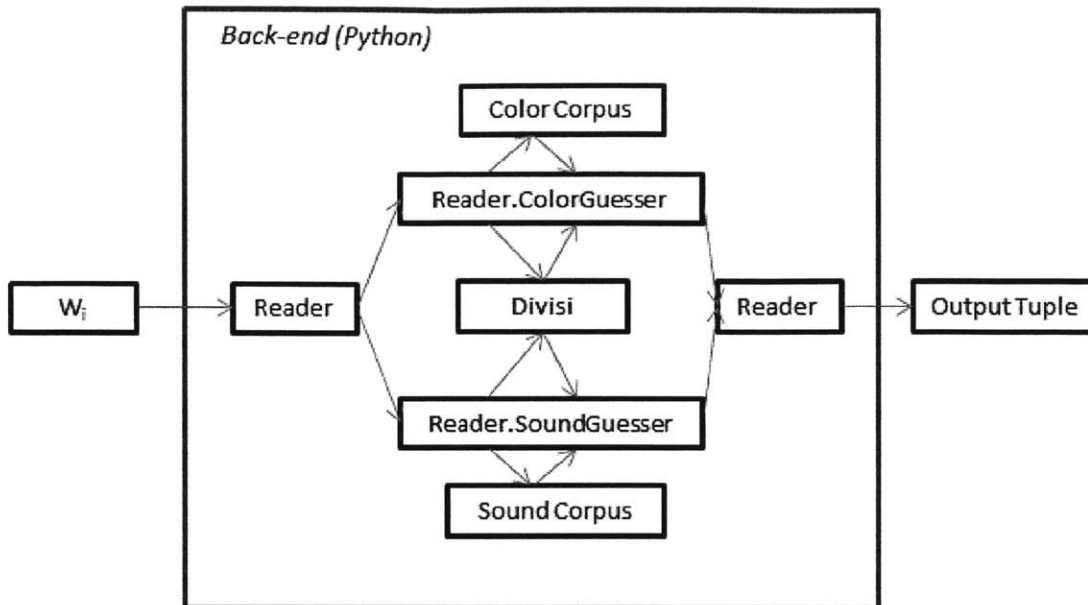 Back-end (Python)
Color Corpus
Reader.ColorGuesser
Wi
Reader
Divisi
Reader
Output Tuple
Reader.SoundGuesser
Sound Corpus